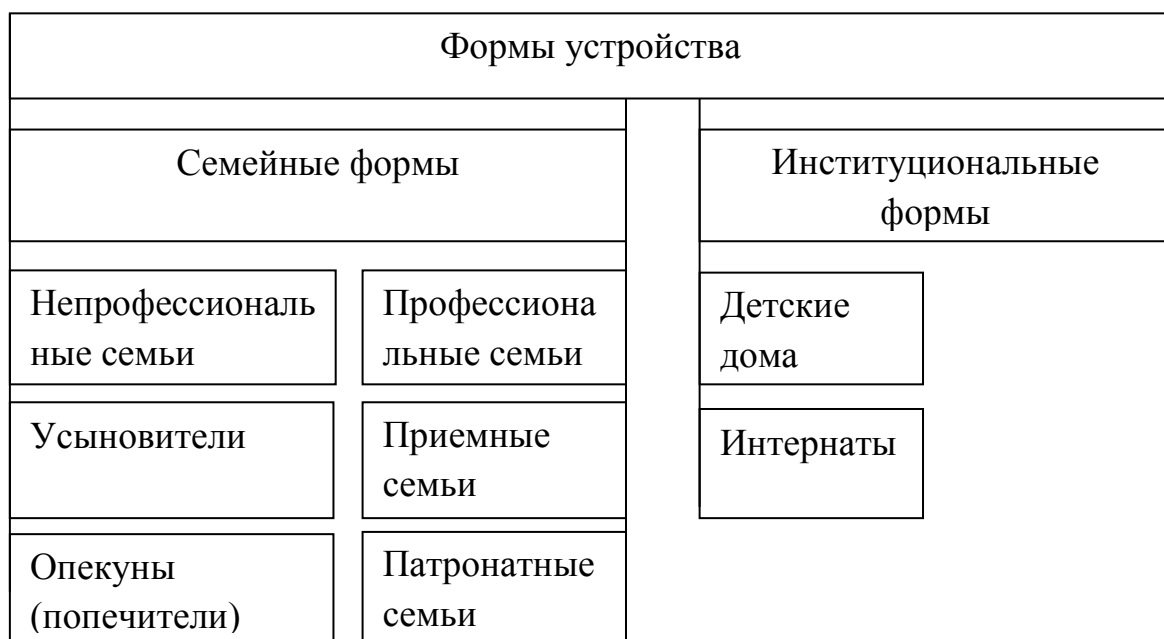 Формы устройства
Семейные формы
Институциональные
формы
Непрофессиональ
ные семьи
Профессиона
льные семьи
Детские
дома
Усыновители
Приемные
семьи
Интернаты
Опекуны
(попечители)
Патронатные
семьи